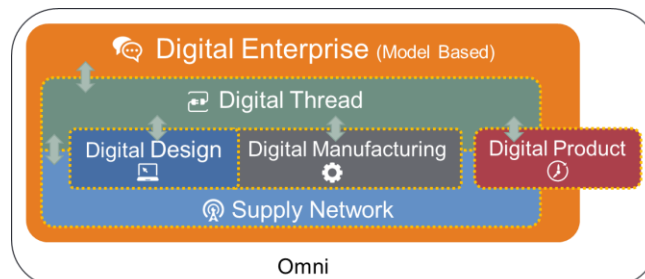 Digital Enterprise (Model Based)
Digital Thread
Digital Design Digital Manufacturing Digital Product
Supply Network
Omni